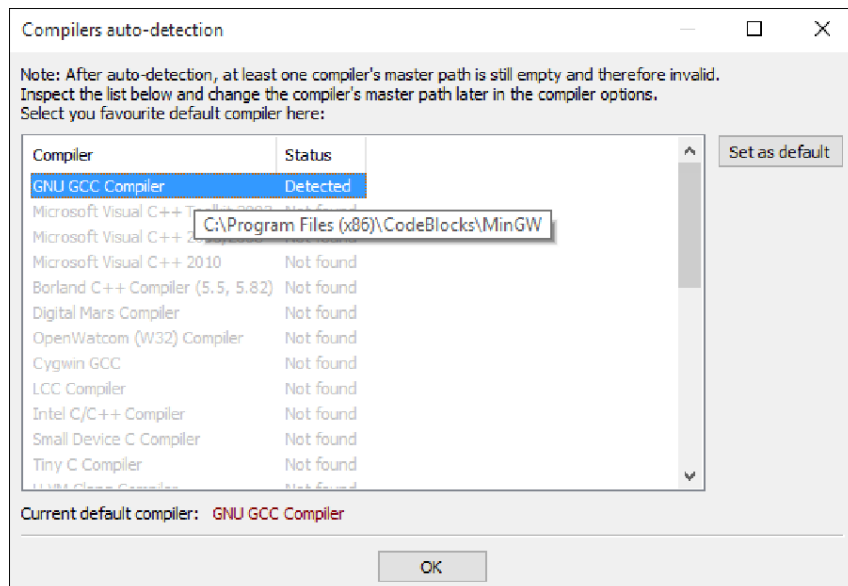 Compilers auto-detection
Note: After auto-detection, at least one compiler's master path is still empty and therefore invalid.
Inspect the list below and change the compiler's master path later in the compiler options.
Select you favourite default compiler here:
Compiler Status
Set as default
GNU GCC Compiler Detected
Microsoft Visual C++
C:\Program Files (x86)\CodeBlocks\MinGW
Microsoft Visual C++
Microsoft Visual C++ 2010 Not found
Borland C++ Compiler (5.5, 5.82) Not found
Digital Mars Compiler Not found
OpenWatcom (W32) Compiler Not found
Cygwin GCC Not found
LCC Compiler Not found
Intel C/C++ Compiler Not found
Small Device C Compiler Not found
Tiny C Compiler Not found
Current default compiler: GNU GCC Compiler
OK